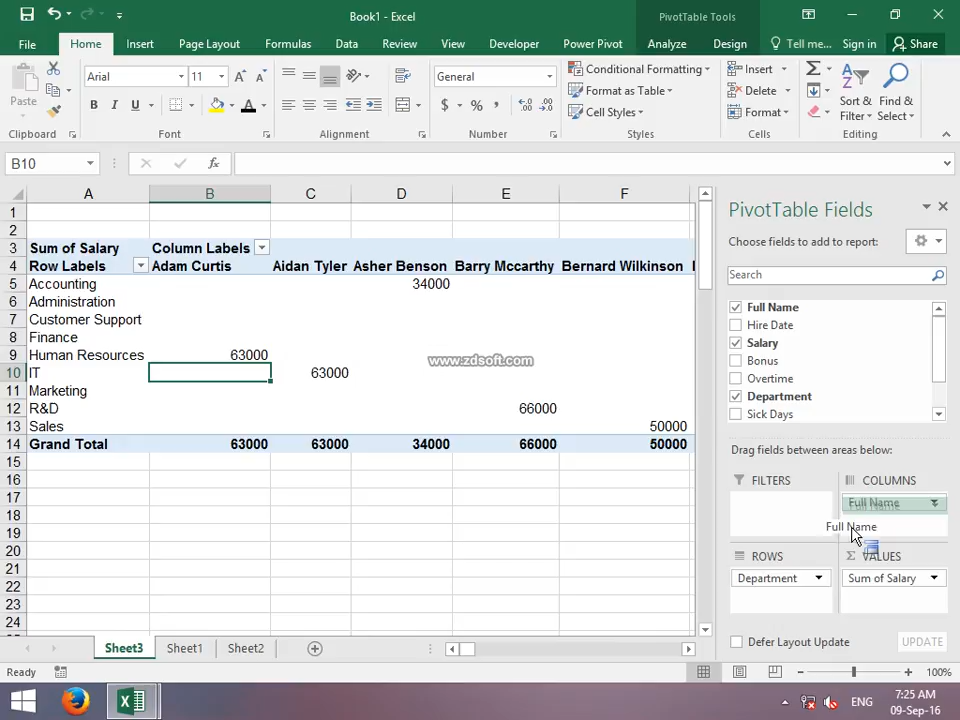 Book1 - Excel
PivotTable Tools
File Home Insert Page Layout Formulas Data Review View Developer Power Pivot Analyze Design Tell me... Sign in Share
Paste
Arial 11
General
$ % ,
Conditional Formatting
Format as Table
Cell Styles
Insert
Delete
Format
Sort & Filter
Find & Select
Clipboard Font Alignment Number Styles Cells Editing
B10 fx
A B C D E F
1
2
3 Sum of Salary Column Labels
4 Row Labels Adam Curtis Aidan Tyler Asher Benson Barry Mccarthy Bernard Wilkinson
5 Accounting 34000
6 Administration
7 Customer Support
8 Finance
9 Human Resources 63000
10 IT 63000
11 Marketing
12 R&D 66000
13 Sales 50000
14 Grand Total 63000 63000 34000 66000 50000
15
16
17
18
19
20
21
22
23
24
www.zdsoft.com
PivotTable Fields
Choose fields to add to report:
Search
Full Name
Hire Date
Salary
Bonus
Overtime
Department
Sick Days
Drag fields between areas below:
FILTERS COLUMNS
Full Name
Full Name
ROWS Σ VALUES
Department Sum of Salary
Defer Layout Update UPDATE
Sheet3 Sheet1 Sheet2
Ready 100%
ENG 7:25 AM
09-Sep-16